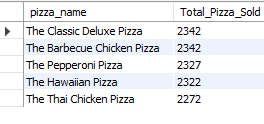 pizza_name Total_Pizza_Sold
The Classic Deluxe Pizza 2342
The Barbecue Chicken Pizza 2342
The Pepperoni Pizza 2327
The Hawaiian Pizza 2322
The Thai Chicken Pizza 2272